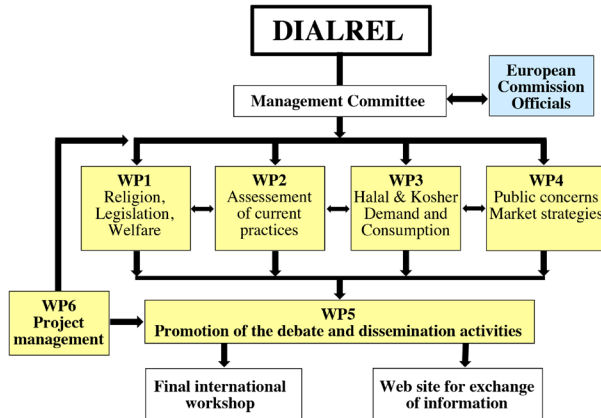 DIALREL
Management Committee
European
Commission
Officials
WP1
Religion,
Legislation,
Welfare
WP2
Assessement
of current
practices
WP3
Halal & Kosher
Demand and
Consumption
WP4
Public concerns
Market strategies
WP6
Project
management
WP5
Promotion of the debate and dissemination activities
Final international
workshop
Web site for exchange
of information